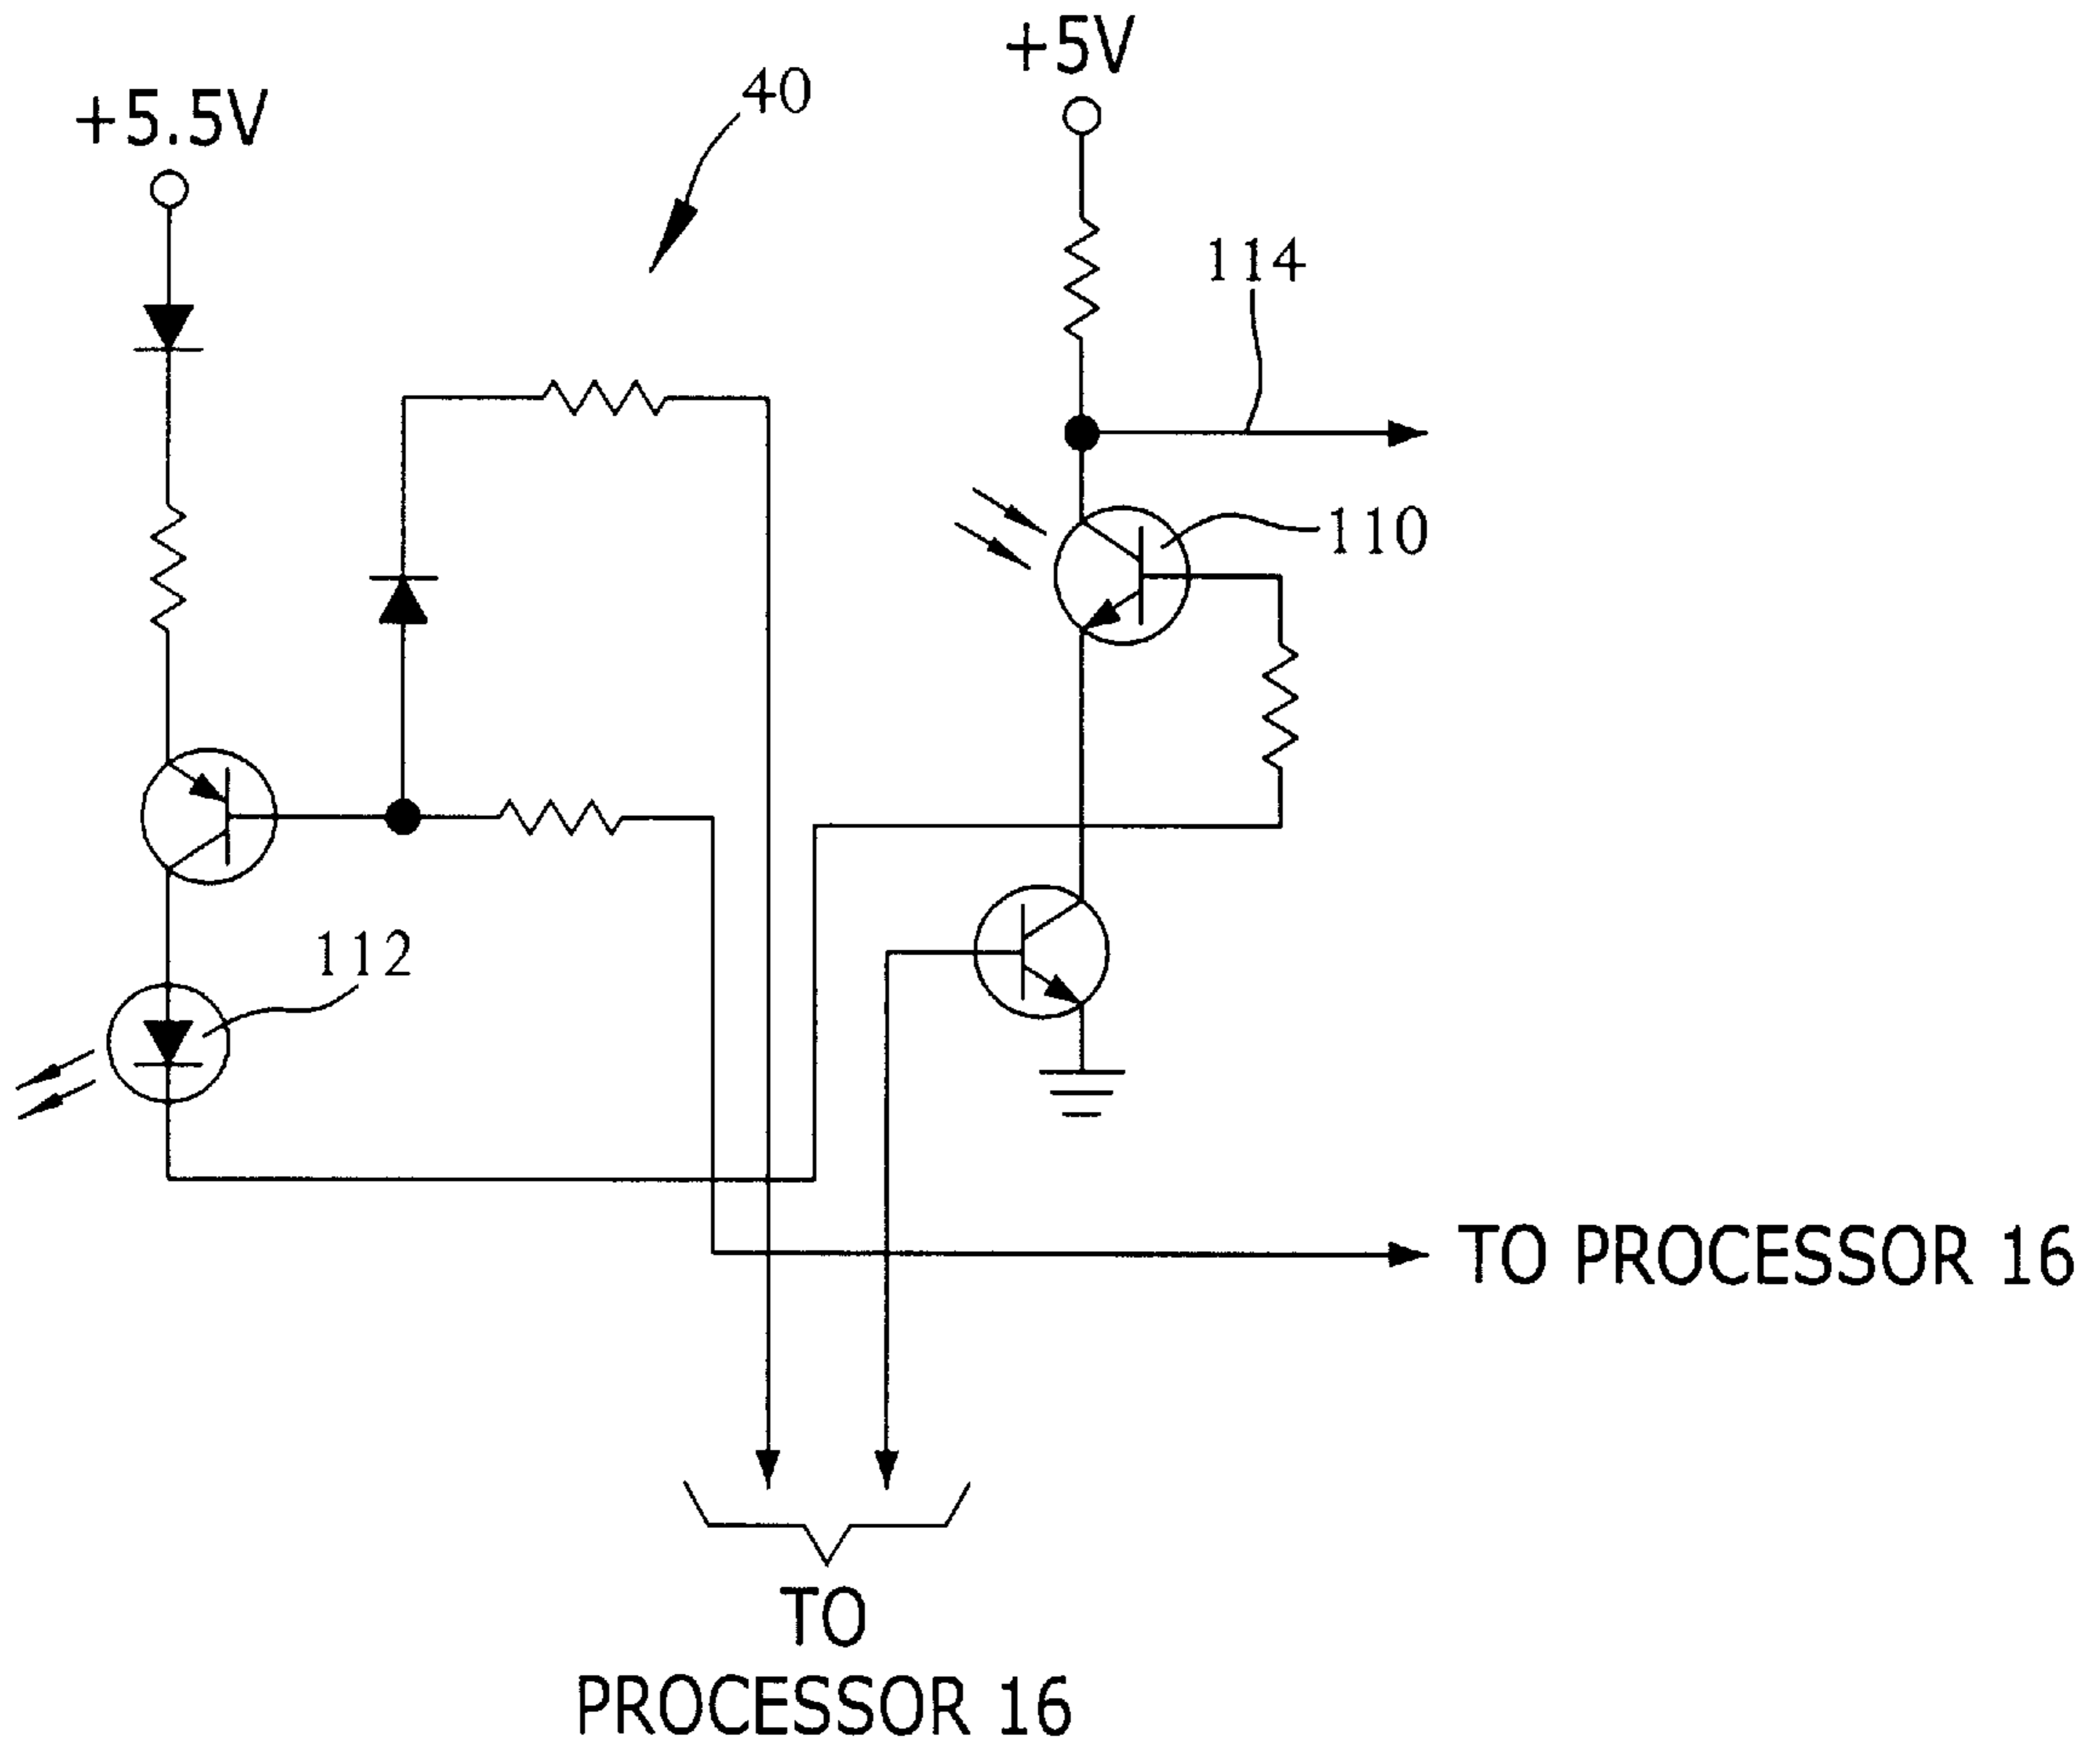 +5V
+5.5V
40
114
110
112
TO PROCESSOR 16
TO
PROCESSOR 16